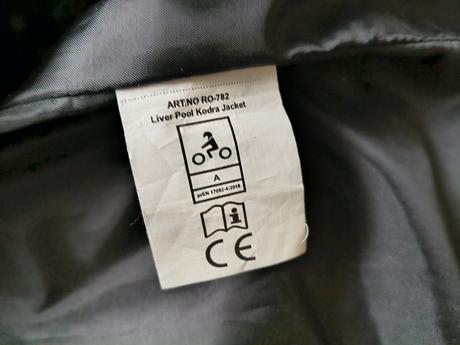 ART.NO RO-782
Liver Pool Kodra Jacket
A
prEN 17092-4:2018
i
CE